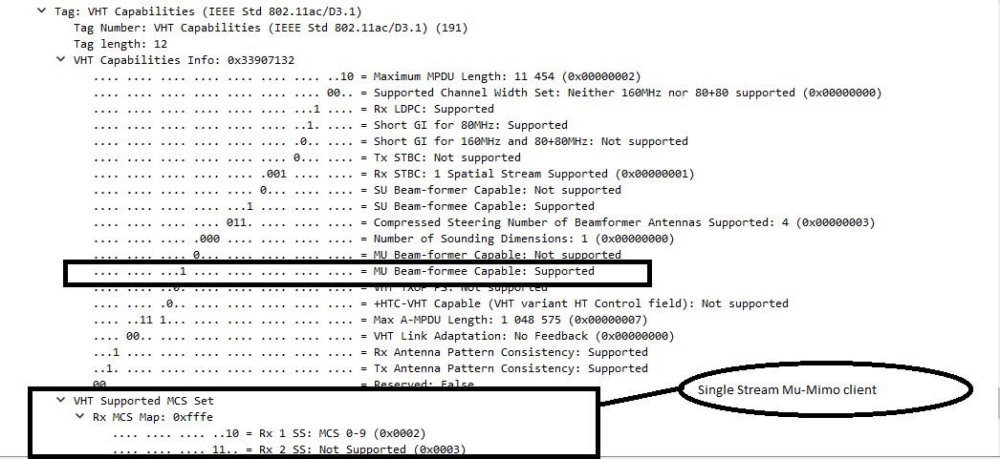 Tag: VHT Capabilities (IEEE Std 802.11ac/D3.1)
Tag Number: VHT Capabilities (IEEE Std 802.11ac/D3.1) (191)
Tag length: 12
VHT Capabilities Info: 0x33907132
.... .... .... .... .... .... .... ..10 = Maximum MPDU Length: 11 454 (0x00000002)
.... .... .... .... .... .... .... 00.. = Supported Channel Width Set: Neither 160MHz nor 80+80 supported (0x00000000)
.... .... .... .... .... .... ...1 .... = Rx LDPC: Supported
.... .... .... .... .... .... ..1. .... = Short GI for 80MHz: Supported
.... .... .... .... .... .... .0.. .... = Short GI for 160MHz and 80+80MHz: Not supported
.... .... .... .... .... .... 0... .... = Tx STBC: Not supported
.... .... .... .... .... .001 .... .... = Rx STBC: 1 Spatial Stream Supported (0x00000001)
.... .... .... .... .... 0... .... .... = SU Beam-former Capable: Not supported
.... .... .... .... ...1 .... .... .... = SU Beam-formee Capable: Supported
.... .... .... .... 011. .... .... .... = Compressed Steering Number of Beamformer Antennas Supported: 4 (0x00000003)
.... .... .... .000 .... .... .... .... = Number of Sounding Dimensions: 1 (0x00000000)
.... .... .... 0... .... .... .... .... = MU Beam-former Capable: Not supported
.... .... ...1 .... .... .... .... .... = MU Beam-formee Capable: Supported
.... .... ..0. .... .... .... .... .... = VHT TXOP PS: Not supported
.... .... .0.. .... .... .... .... .... = +HTC-VHT Capable (VHT variant HT Control field): Not supported
.... ..11 1... .... .... .... .... .... = Max A-MPDU Length: 1 048 575 (0x00000007)
.... 00.. .... .... .... .... .... .... = VHT Link Adaptation: No Feedback (0x00000000)
...1 .... .... .... .... .... .... .... = Rx Antenna Pattern Consistency: Supported
..1. .... .... .... .... .... .... .... = Tx Antenna Pattern Consistency: Supported
00.. .... .... .... .... .... .... .... = Reserved: False
VHT Supported MCS Set
Rx MCS Map: 0xfffe
.... .... .... ..10 = Rx 1 SS: MCS 0-9 (0x0002)
.... .... .... 11.. = Rx 2 SS: Not Supported (0x0003)
Single Stream Mu-Mimo client